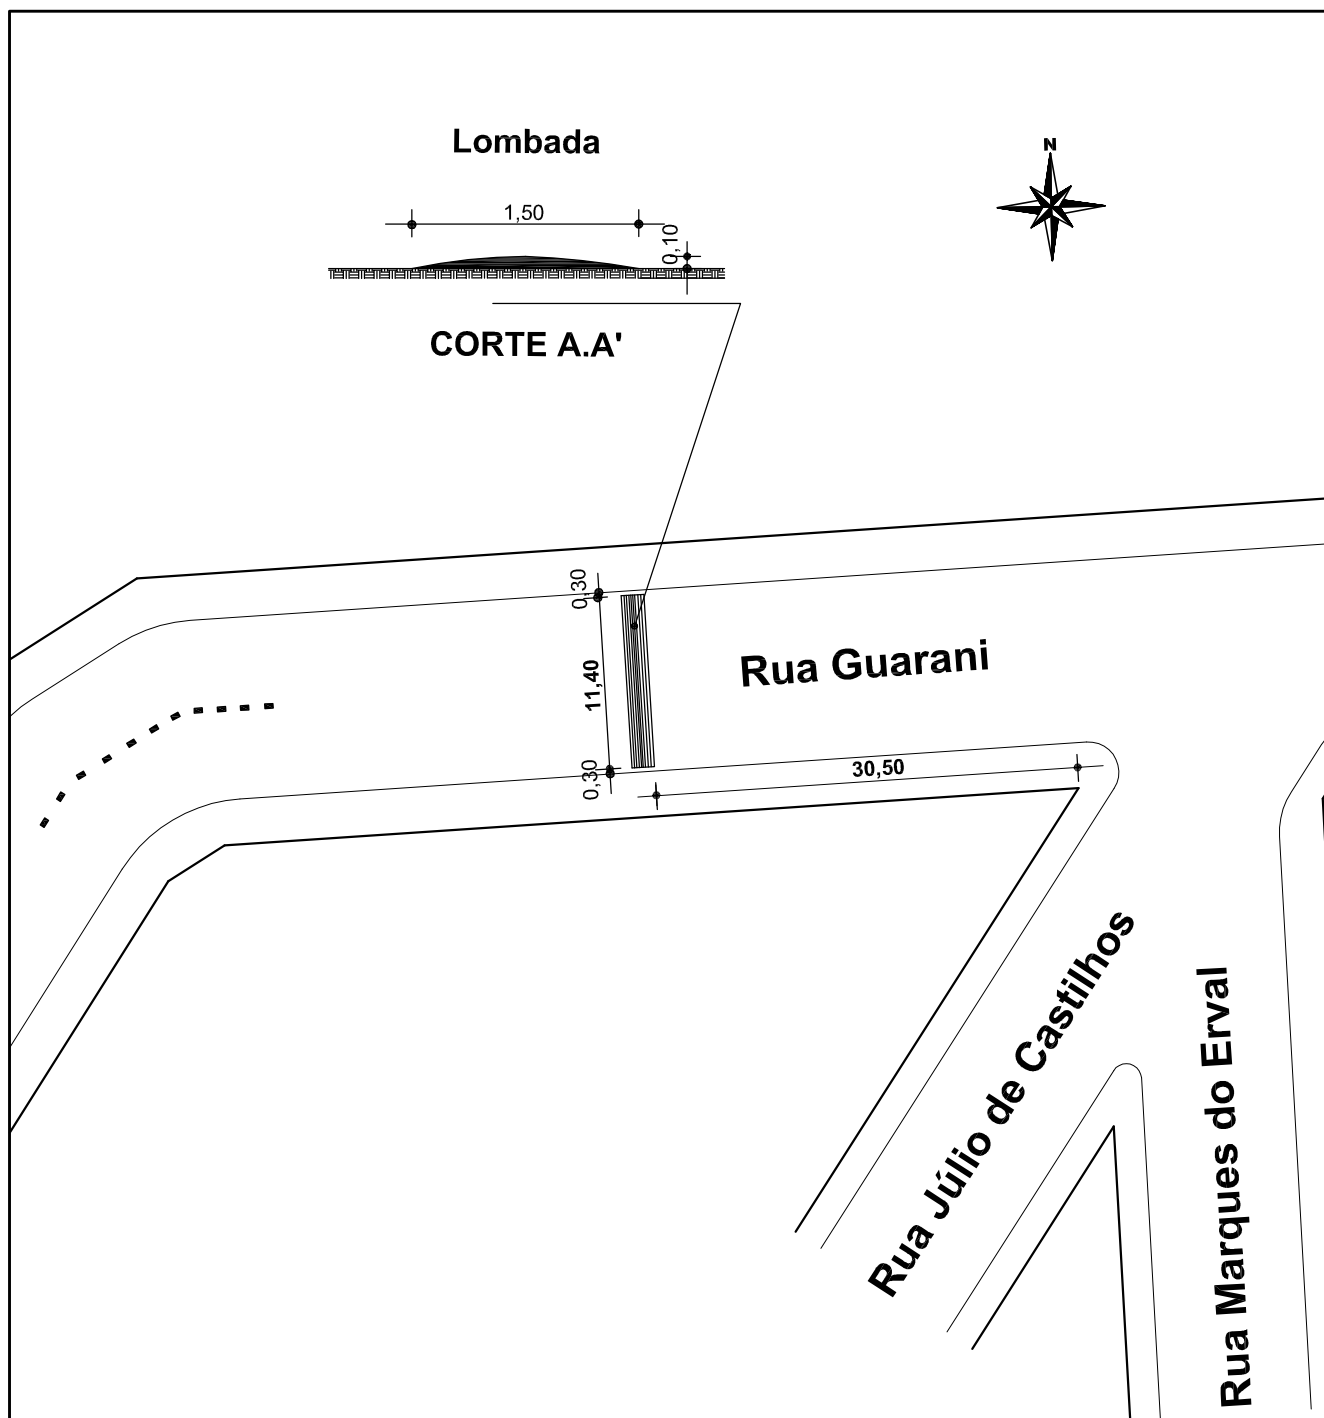 Lombada
N
1,50
0,10
CORTE A.A'
0,30
11,40
0,30
Rua Guarani
30,50
Rua Júlio de Castilhos
Rua Marques do Erval